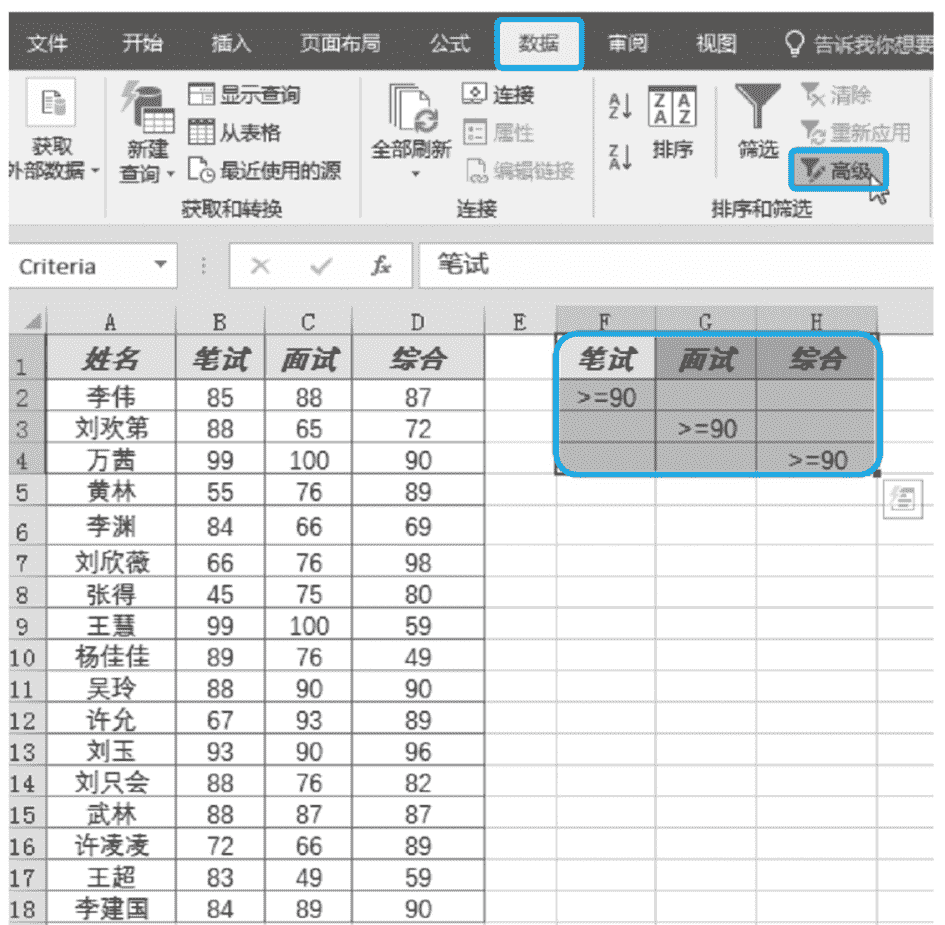 文件 开始 插入 页面布局 公式 数据 审阅 视图 告诉我你想要
获取 外部数据
新建 查询
显示查询
从表格
最近使用的源
获取和转换
全部刷新
连接
属性
编辑链接
连接
排序
筛选
清除
重新应用
高级
排序和筛选
Criteria fx 笔试
A B C D E F G H
1 姓名 笔试 面试 综合 笔试 面试 综合
2 李伟 85 88 87 >=90
3 刘欢第 88 65 72 >=90
4 万茜 99 100 90 >=90
5 黄林 55 76 89
6 李渊 84 66 69
7 刘欣薇 66 76 98
8 张得 45 75 80
9 王慧 99 100 59
10 杨佳佳 89 76 49
11 吴玲 88 90 90
12 许允 67 93 89
13 刘玉 93 90 96
14 刘只会 88 76 82
15 武林 88 87 87
16 许凌凌 72 66 89
17 王超 83 49 59
18 李建国 84 89 90